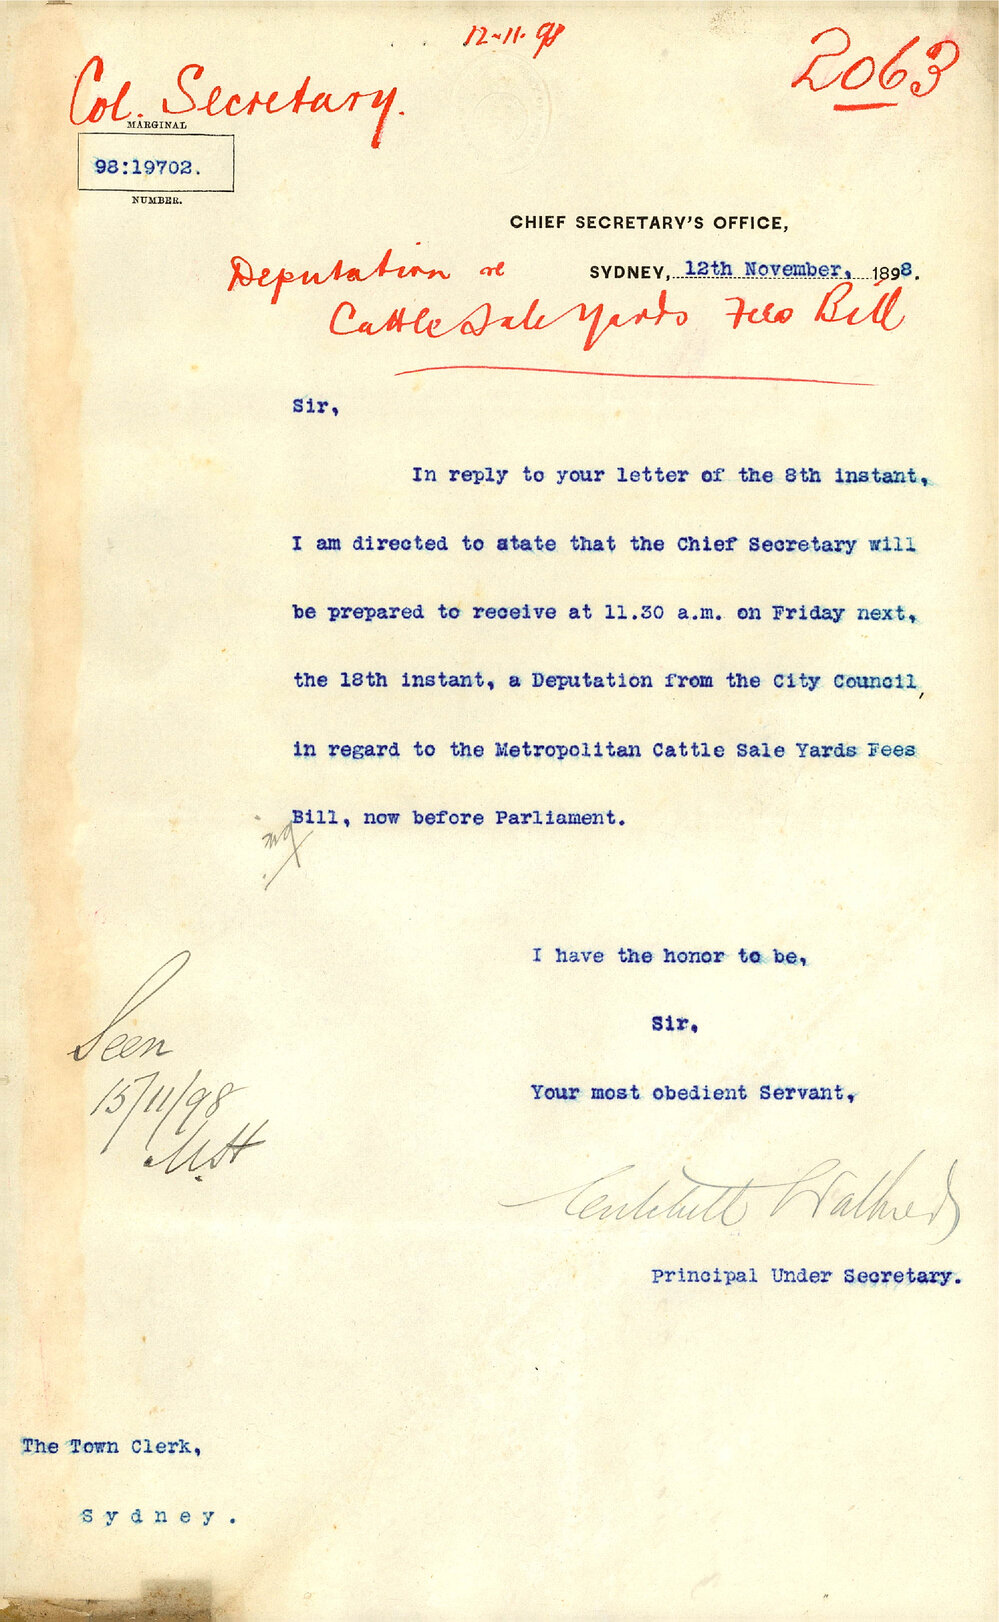 12-11-98
2063
Col. Secretary.
MARGINAL
98:19702.
NUMBER.
CHIEF SECRETARY'S OFFICE,
SYDNEY, 12th November, 1898.
Deputation re
Cattle Sale Yards Fees Bill
Sir,
In reply to your letter of the 8th instant,
I am directed to state that the Chief Secretary will
be prepared to receive at 11.30 a.m. on Friday next,
the 18th instant, a Deputation from the City Council,
in regard to the Metropolitan Cattle Sale Yards Fees
Bill, now before Parliament.
I have the honor to be,
Sir,
Your most obedient Servant,
Critchett Walker
Principal Under Secretary.
Seen
15/11/98
The Town Clerk,
Sydney.